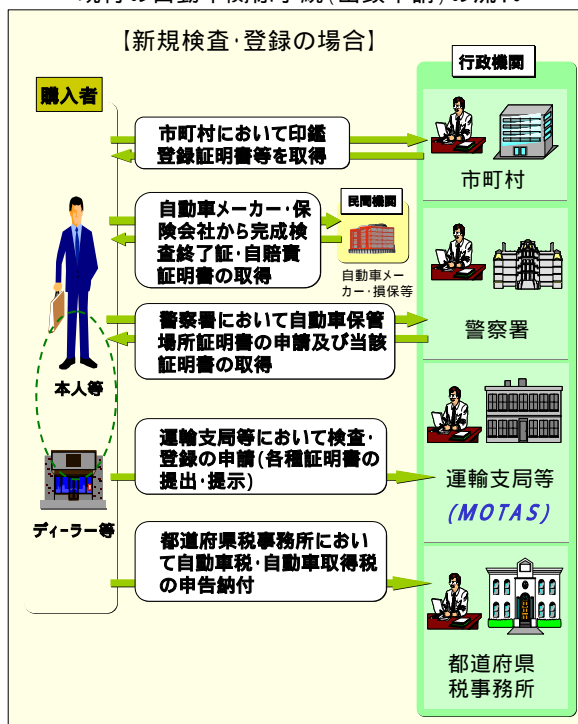 【新規検査・登録の場合】
行政機関
購入者
市町村において印鑑
登録証明書等を取得
市町村
自動車メーカー・保
険会社から完成検
査終了証・自賠責
証明書の取得
民間機関
自動車メー
カー・損保等
警察署において自動車保管
場所証明書の申請及び当該
証明書の取得
警察署
本人等
運輸支局等において検査・
登録の申請(各種証明書の
提出・提示)
運輸支局等
(MOTAS)
ディーラー等
都道府県税事務所におい
て自動車税・自動車取得税
の申告納付
都道府県
税事務所